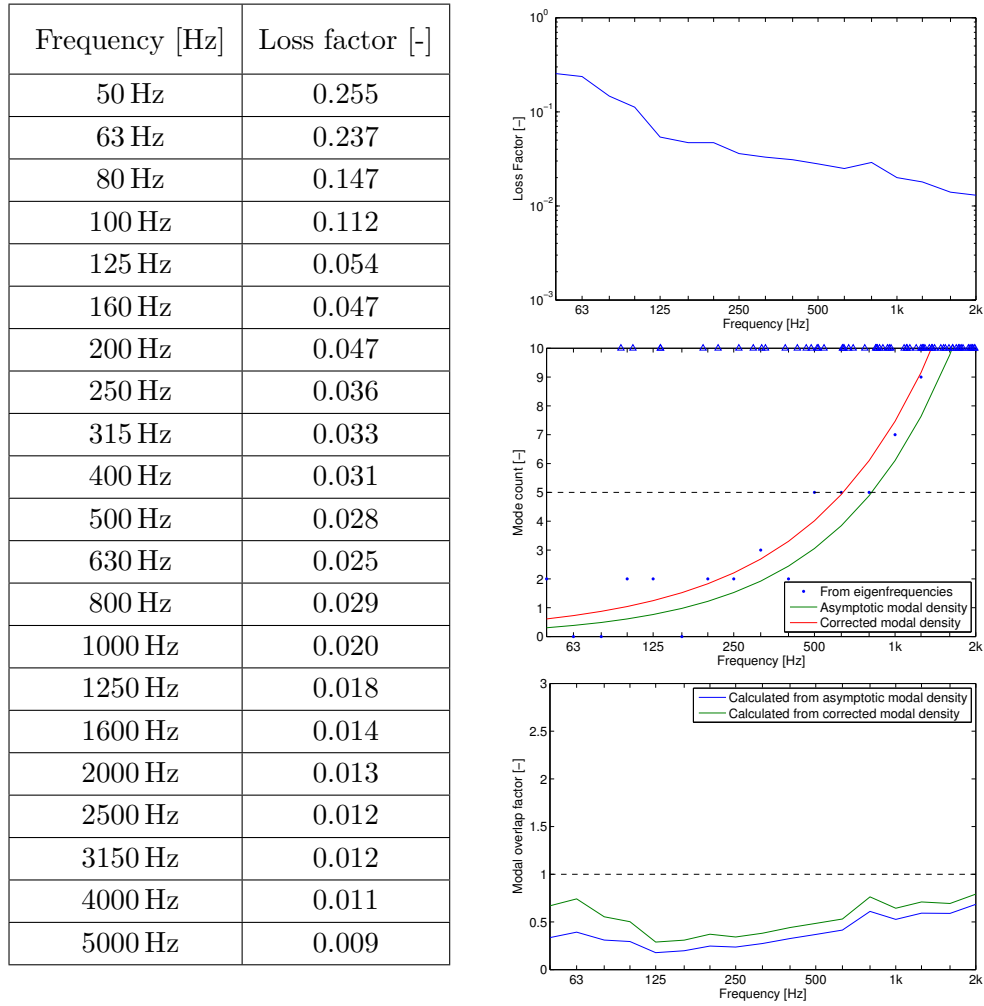 Frequency [Hz] Loss factor [-]
50 Hz 0.255
63 Hz 0.237
80 Hz 0.147
100 Hz 0.112
125 Hz 0.054
160 Hz 0.047
200 Hz 0.047
250 Hz 0.036
315 Hz 0.033
400 Hz 0.031
500 Hz 0.028
630 Hz 0.025
800 Hz 0.029
1000 Hz 0.020
1250 Hz 0.018
1600 Hz 0.014
2000 Hz 0.013
2500 Hz 0.012
3150 Hz 0.012
4000 Hz 0.011
5000 Hz 0.009
10^0
10^-1
10^-2
10^-3
Loss Factor [−]
63 125 250 500 1k 2k
Frequency [Hz]
10
9
8
7
6
5
4
3
2
1
0
Mode count [−]
From eigenfrequencies
Asymptotic modal density
Corrected modal density
63 125 250 500 1k 2k
Frequency [Hz]
3
2.5
2
1.5
1
0.5
0
Modal overlap factor [−]
Calculated from asymptotic modal density
Calculated from corrected modal density
63 125 250 500 1k 2k
Frequency [Hz]